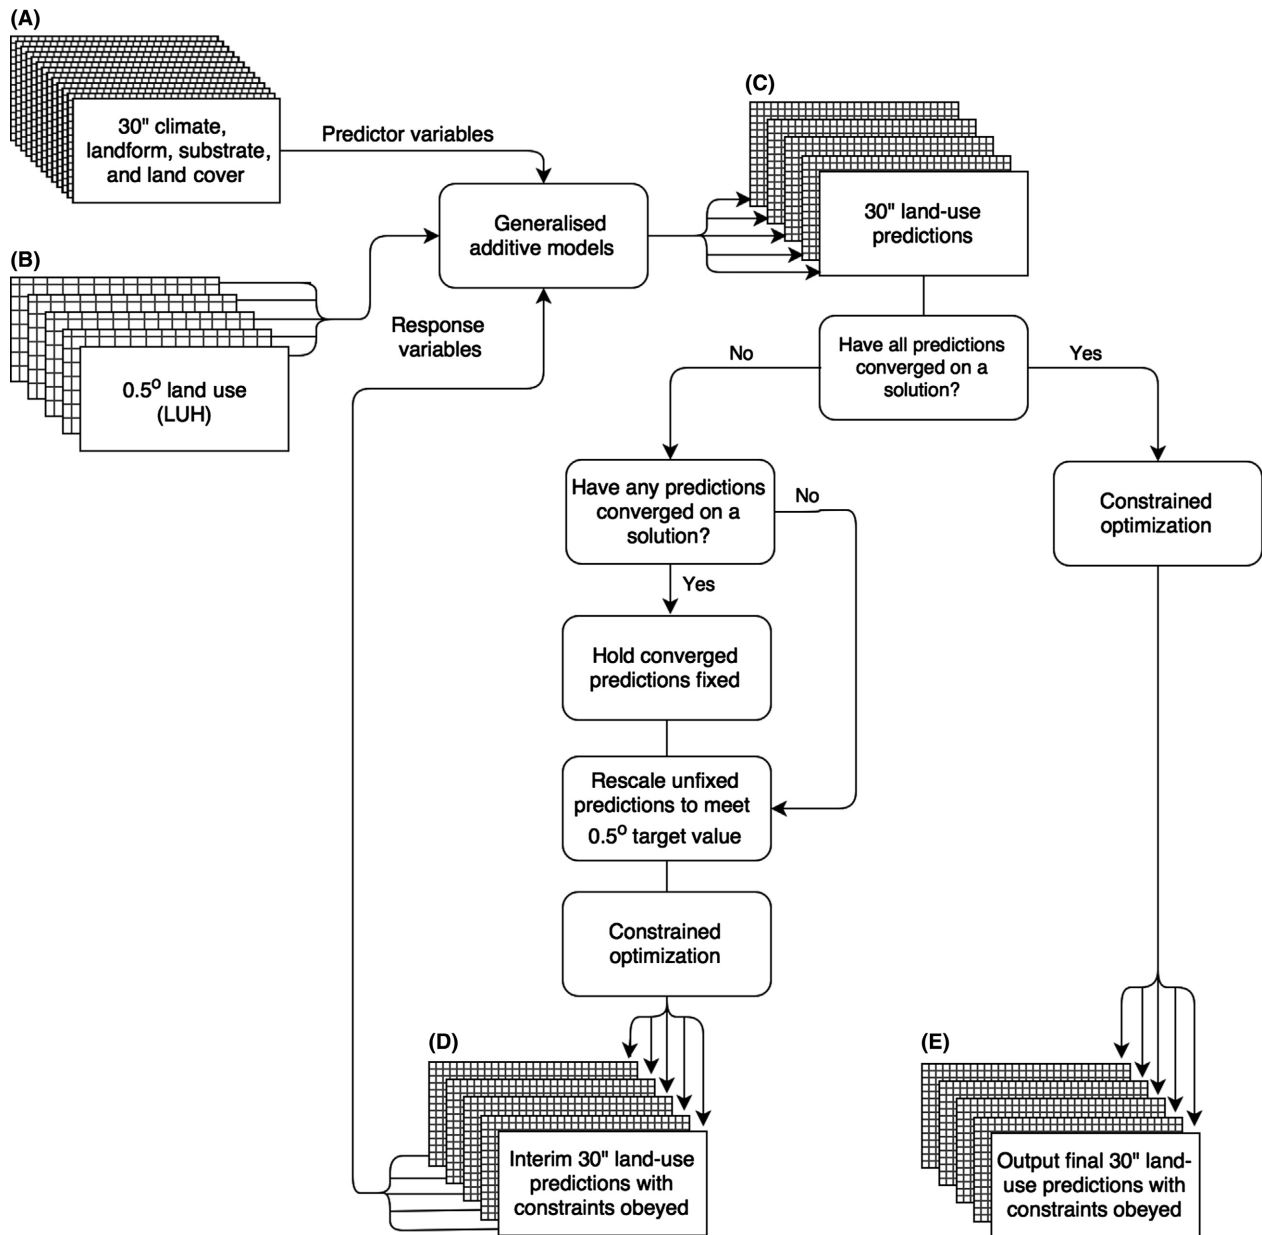 (A)
30" climate,
landform, substrate,
and land cover
Predictor variables
(B)
0.5o land use
(LUH)
Generalised
additive models
Response
variables
(C)
30" land-use
predictions
Have all predictions
converged on a
solution?
No
Yes
Have any predictions
converged on a
solution?
No
Yes
Constrained
optimization
Hold converged
predictions fixed
Rescale unfixed
predictions to meet
0.5o target value
Constrained
optimization
(D)
Interim 30" land-use
predictions with
constraints obeyed
(E)
Output final 30" land-
use predictions with
constraints obeyed